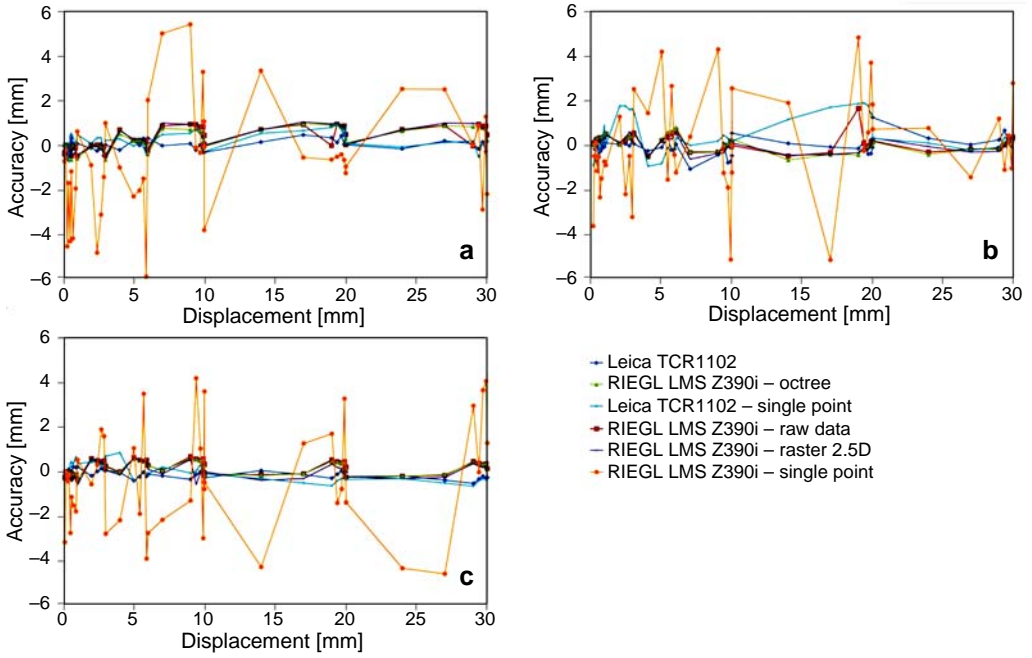 6
4
2
0
–2
–4
–6
Accuracy [mm]
a
0 5 10 15 20 25 30
Displacement [mm]
6
4
2
0
–2
–4
–6
Accuracy [mm]
b
0 5 10 15 20 25 30
Displacement [mm]
6
4
2
0
–2
–4
–6
Accuracy [mm]
c
0 5 10 15 20 25 30
Displacement [mm]
Leica TCR1102
RIEGL LMS Z390i – octree
Leica TCR1102 – single point
RIEGL LMS Z390i – raw data
RIEGL LMS Z390i – raster 2.5D
RIEGL LMS Z390i – single point